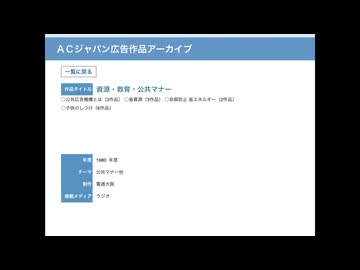 ACジャパン広告作品アーカイブ
一覧に戻る
作品タイトル 資源・教育・公共マナー
○公共広告機構とは(3作品) ○省資源(3作品) ○自殺防止 省エネルギー(2作品)
○子供のしつけ(6作品)
年度 1980 年度
テーマ 公共マナー他
制作 電通大阪
掲載メディア ラジオ